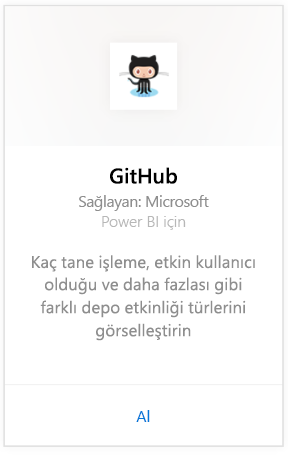 GitHub
Sağlayan: Microsoft
Power BI için
Kaç tane işleme, etkin kullanıcı
olduğu ve daha fazlası gibi
farklı depo etkinliği türlerini
görselleştirin
Al